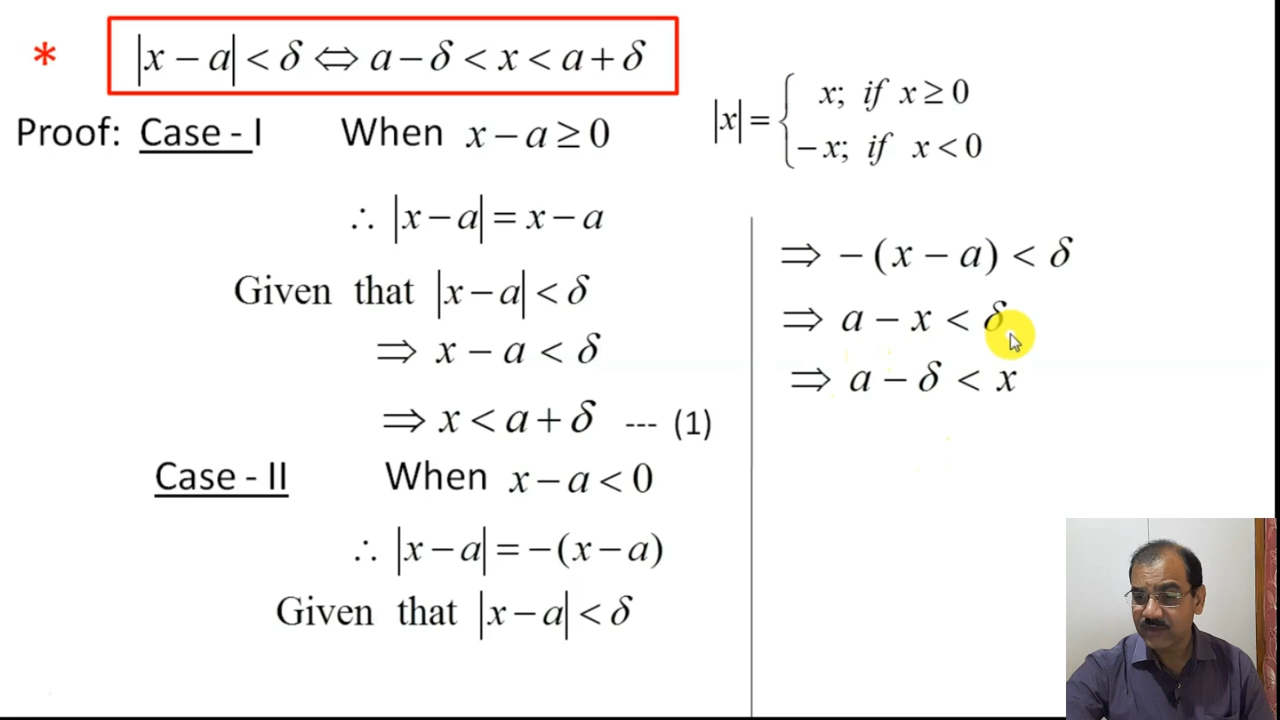 * |x − a| < δ ⇔ a − δ < x < a + δ
Proof: Case - I When x − a ≥ 0
|x| = { x; if x ≥ 0
− x; if x < 0
∴ |x − a| = x − a
Given that |x − a| < δ
⇒ x − a < δ
⇒ x < a + δ --- (1)
Case - II When x − a < 0
∴ |x − a| = −(x − a)
Given that |x − a| < δ
⇒ − (x − a) < δ
⇒ a − x < δ
⇒ a − δ < x